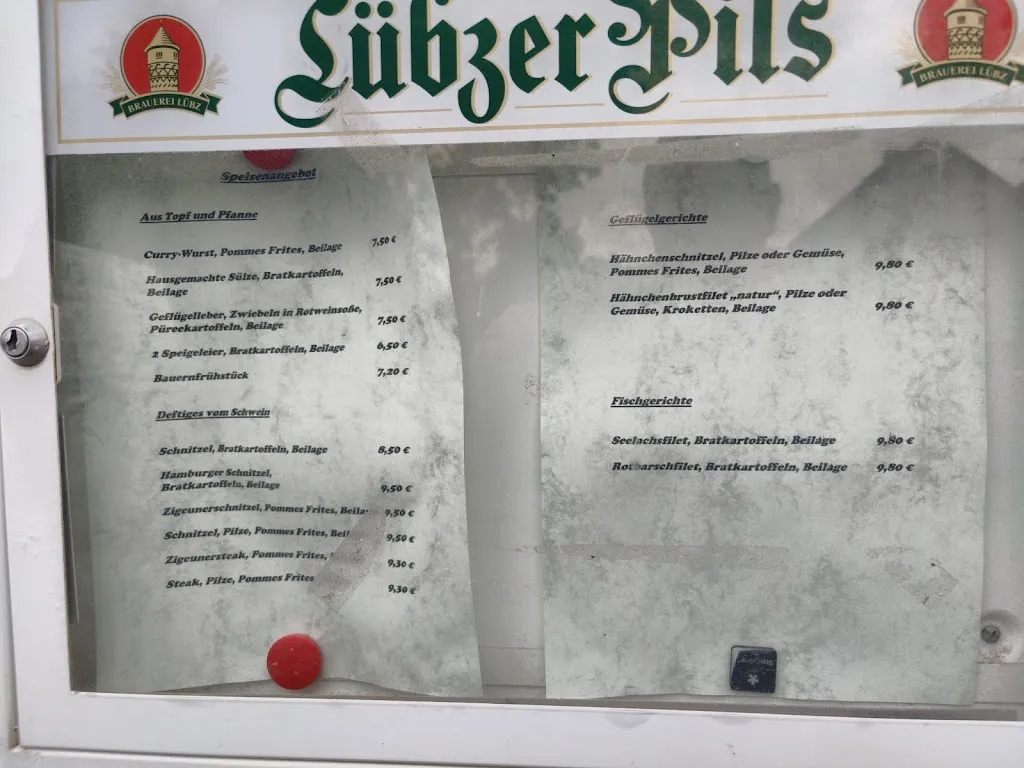 Lübzer Pils
BRAUEREI LÜBZ
BRAUEREI LÜBZ
Speisenangebot
Aus Topf und Pfanne
Curry-Wurst, Pommes Frites, Beilage 7,50 €
Hausgemachte Sülze, Bratkartoffeln,
Beilage 7,50 €
Geflügelleber, Zwiebeln in Rotweinsoße,
Püreekartoffeln, Beilage 7,50 €
2 Speigeleier, Bratkartoffeln, Beilage 6,50 €
Bauernfrühstück 7,20 €
Deftiges vom Schwein
Schnitzel, Bratkartoffeln, Beilage 8,50 €
Hamburger Schnitzel,
Bratkartoffeln, Beilage 9,50 €
Zigeunerschnitzel, Pommes Frites, Beilage 9,50 €
Schnitzel, Pilze, Pommes Frites, 9,50 €
Zigeunersteak, Pommes Frites, 9,30 €
Steak, Pilze, Pommes Frites 9,30 €
Geflügelgerichte
Hähnchenschnitzel, Pilze oder Gemüse,
Pommes Frites, Beilage 9,80 €
Hähnchenbrustfilet „natur“, Pilze oder
Gemüse, Kroketten, Beilage 9,80 €
Fischgerichte
Seelachsfilet, Bratkartoffeln, Beilage 9,80 €
Rotbarschfilet, Bratkartoffeln, Beilage 9,80 €